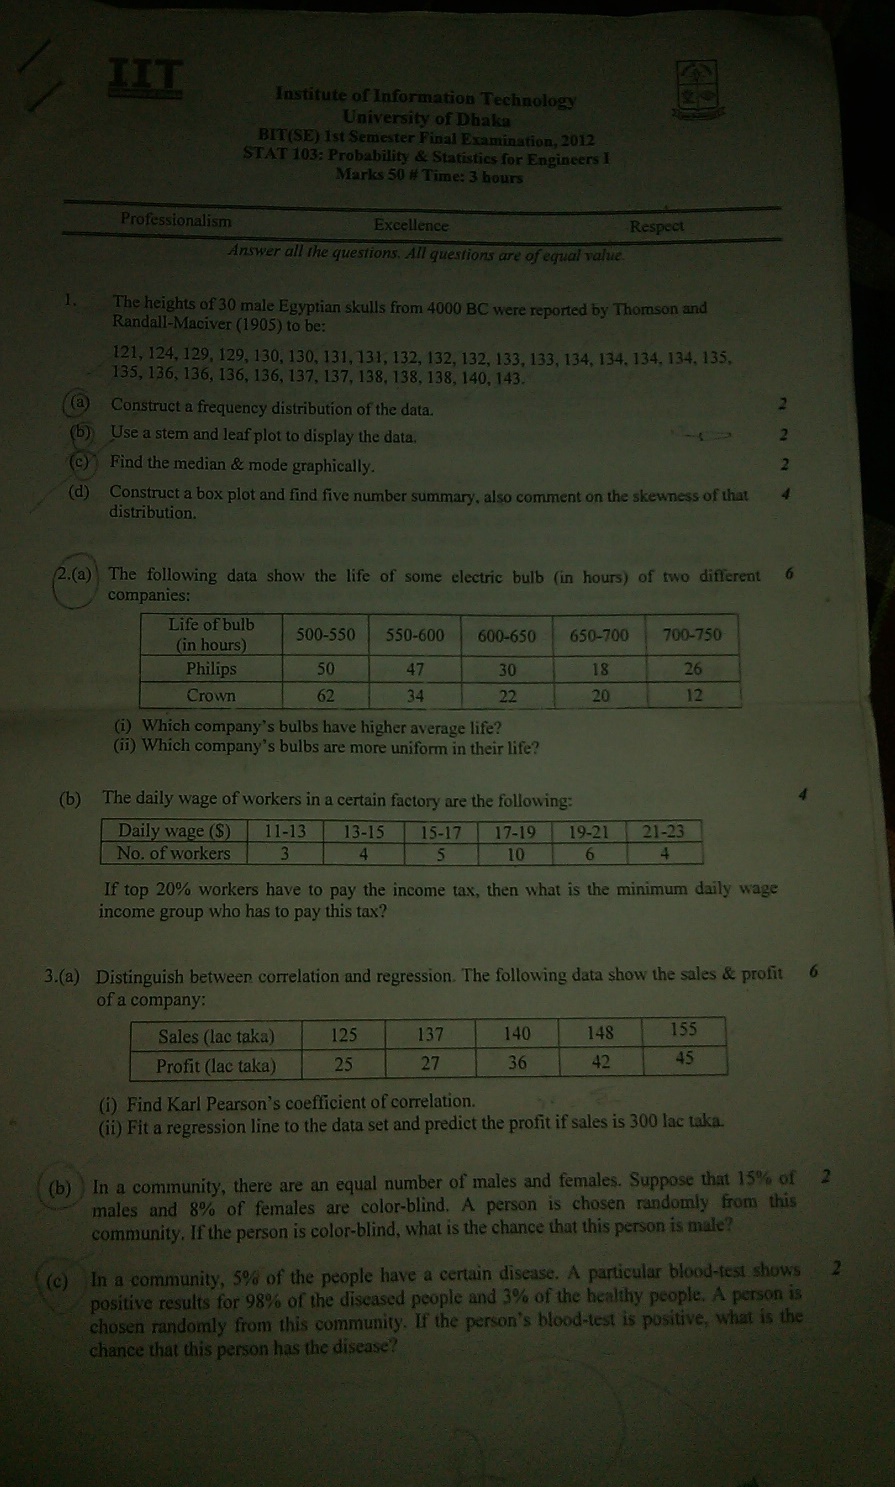 IIT
Institute of Information Technology
University of Dhaka
BIT(SE) 1st Semester Final Examination, 2012
STAT 103: Probability & Statistics for Engineers I
Marks 50 # Time: 3 hours
Professionalism Excellence Respect
Answer all the questions. All questions are of equal value.
1. The heights of 30 male Egyptian skulls from 4000 BC were reported by Thomson and
Randall-Maciver (1905) to be:
121, 124, 129, 129, 130, 130, 131, 131, 132, 132, 132, 133, 133, 134, 134, 134, 134, 135,
135, 136, 136, 136, 136, 137, 137, 138, 138, 138, 140, 143.
(a) Construct a frequency distribution of the data. 2
(b) Use a stem and leaf plot to display the data. 2
(c) Find the median & mode graphically. 2
(d) Construct a box plot and find five number summary, also comment on the skewness of that 4
distribution.
2.(a) The following data show the life of some electric bulb (in hours) of two different 6
companies:
Life of bulb
(in hours) 500-550 550-600 600-650 650-700 700-750
Philips 50 47 30 18 26
Crown 62 34 22 20 12
(i) Which company's bulbs have higher average life?
(ii) Which company's bulbs are more uniform in their life?
(b) The daily wage of workers in a certain factory are the following: 4
Daily wage ($) 11-13 13-15 15-17 17-19 19-21 21-23
No. of workers 3 4 5 10 6 4
If top 20% workers have to pay the income tax, then what is the minimum daily wage
income group who has to pay this tax?
3.(a) Distinguish between correlation and regression. The following data show the sales & profit 6
of a company:
Sales (lac taka) 125 137 140 148 155
Profit (lac taka) 25 27 36 42 45
(i) Find Karl Pearson's coefficient of correlation.
(ii) Fit a regression line to the data set and predict the profit if sales is 300 lac taka.
(b) In a community, there are an equal number of males and females. Suppose that 15% of 2
males and 8% of females are color-blind. A person is chosen randomly from this
community. If the person is color-blind, what is the chance that this person is male?
(c) In a community, 5% of the people have a certain disease. A particular blood-test shows 2
positive results for 98% of the diseased people and 3% of the healthy people. A person is
chosen randomly from this community. If the person's blood-test is positive, what is the
chance that this person has the disease?